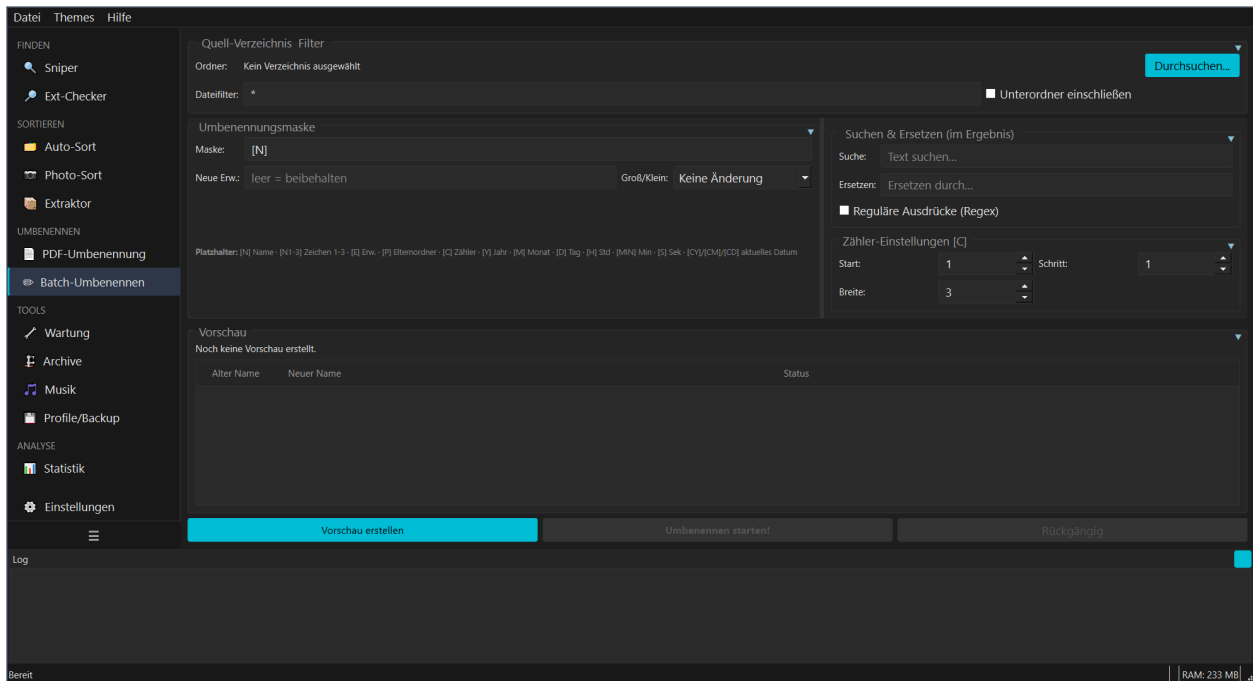 Datei Themes Hilfe
FINDEN
Sniper
Ext-Checker
SORTIEREN
Auto-Sort
Photo-Sort
Extraktor
UMBENENNEN
PDF-Umbenennung
Batch-Umbenennen
TOOLS
Wartung
Archive
Musik
Profile/Backup
ANALYSE
Statistik
Einstellungen
Quell-Verzeichnis Filter
Ordner: Kein Verzeichnis ausgewählt
Durchsuchen...
Dateifilter: *
Unterordner einschließen
Umbenennungsmaske
Maske: [N]
Neue Erw.: leer = beibehalten
Groß/Klein: Keine Änderung
Platzhalter: [N] Name · [N1-3] Zeichen 1-3 · [E] Erw. · [P] Elternordner · [C] Zähler · [Y] Jahr · [M] Monat · [D] Tag · [H] Std · [MIN] Min · [S] Sek · [CY]/[CM]/[CD] aktuelles Datum
Suchen & Ersetzen (im Ergebnis)
Suche: Text suchen...
Ersetzen: Ersetzen durch...
Reguläre Ausdrücke (Regex)
Zähler-Einstellungen [C]
Start: 1 Schritt: 1
Breite: 3
Vorschau
Noch keine Vorschau erstellt.
Alter Name Neuer Name Status
Vorschau erstellen Umbenennen starten! Rückgängig
Log
Bereit RAM: 233 MB